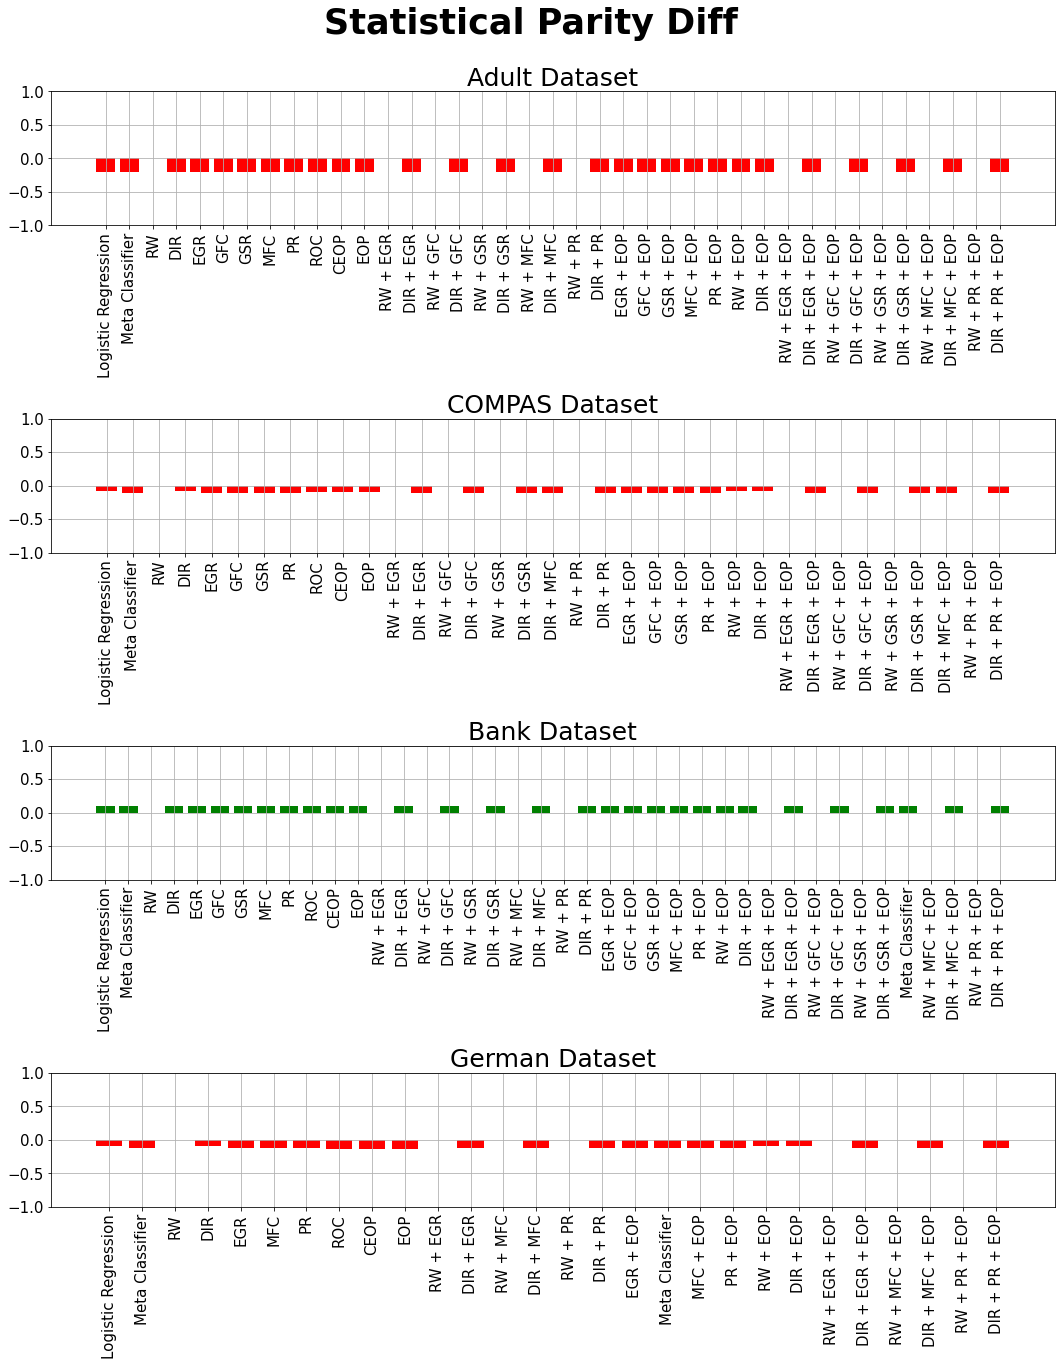 Statistical Parity Diff
Adult Dataset
1.0
0.5
0.0
−0.5
−1.0
Logistic Regression
Meta Classifier
RW
DIR
EGR
GFC
GSR
MFC
PR
ROC
CEOP
EOP
RW + EGR
DIR + EGR
RW + GFC
DIR + GFC
RW + GSR
DIR + GSR
RW + MFC
DIR + MFC
RW + PR
DIR + PR
EGR + EOP
GFC + EOP
GSR + EOP
MFC + EOP
PR + EOP
RW + EOP
DIR + EOP
RW + EGR + EOP
DIR + EGR + EOP
RW + GFC + EOP
DIR + GFC + EOP
RW + GSR + EOP
DIR + GSR + EOP
RW + MFC + EOP
DIR + MFC + EOP
RW + PR + EOP
DIR + PR + EOP
COMPAS Dataset
1.0
0.5
0.0
−0.5
−1.0
Logistic Regression
Meta Classifier
RW
DIR
EGR
GFC
GSR
PR
ROC
CEOP
EOP
RW + EGR
DIR + EGR
RW + GFC
DIR + GFC
RW + GSR
DIR + GSR
DIR + MFC
RW + PR
DIR + PR
EGR + EOP
GFC + EOP
GSR + EOP
PR + EOP
RW + EOP
DIR + EOP
RW + EGR + EOP
DIR + EGR + EOP
RW + GFC + EOP
DIR + GFC + EOP
RW + GSR + EOP
DIR + GSR + EOP
DIR + MFC + EOP
RW + PR + EOP
DIR + PR + EOP
Bank Dataset
1.0
0.5
0.0
−0.5
−1.0
Logistic Regression
Meta Classifier
RW
DIR
EGR
GFC
GSR
MFC
PR
ROC
CEOP
EOP
RW + EGR
DIR + EGR
RW + GFC
DIR + GFC
RW + GSR
DIR + GSR
RW + MFC
DIR + MFC
RW + PR
DIR + PR
EGR + EOP
GFC + EOP
GSR + EOP
MFC + EOP
PR + EOP
RW + EOP
DIR + EOP
RW + EGR + EOP
DIR + EGR + EOP
RW + GFC + EOP
DIR + GFC + EOP
RW + GSR + EOP
DIR + GSR + EOP
Meta Classifier
RW + MFC + EOP
DIR + MFC + EOP
RW + PR + EOP
DIR + PR + EOP
German Dataset
1.0
0.5
0.0
−0.5
−1.0
Logistic Regression
Meta Classifier
RW
DIR
EGR
MFC
PR
ROC
CEOP
EOP
RW + EGR
DIR + EGR
RW + MFC
DIR + MFC
RW + PR
DIR + PR
EGR + EOP
Meta Classifier
MFC + EOP
PR + EOP
RW + EOP
DIR + EOP
RW + EGR + EOP
DIR + EGR + EOP
RW + MFC + EOP
DIR + MFC + EOP
RW + PR + EOP
DIR + PR + EOP